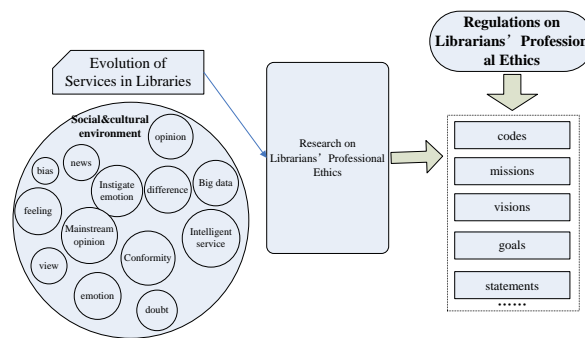 Evolution of
Services in Libraries
Social&cultural
environment
opinion
news
bias
Instigate
emotion
difference
Big data
feeling
Mainstream
opinion
Intelligent
service
view
Conformity
emotion
doubt
Research on
Librarians’ Professional
Ethics
Regulations on
Librarians’ Profession
al Ethics
codes
missions
visions
goals
statements
……